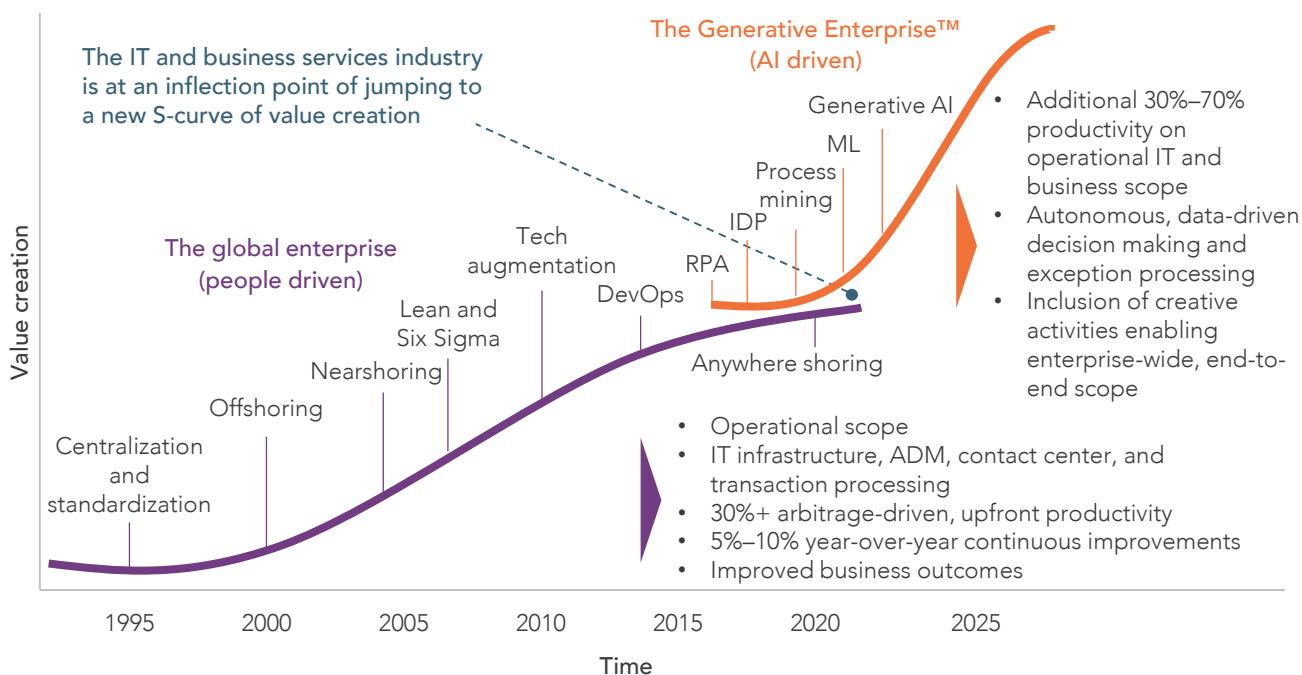 The IT and business services industry
is at an inflection point of jumping to
a new S-curve of value creation
The Generative Enterprise™
(AI driven)
Generative AI
ML
Process
mining
IDP
RPA
• Additional 30%–70%
productivity on
operational IT and
business scope
• Autonomous, data-driven
decision making and
exception processing
• Inclusion of creative
activities enabling
enterprise-wide, end-to-
end scope
The global enterprise
(people driven)
Tech
augmentation
DevOps
Lean and
Six Sigma
Nearshoring
Offshoring
Centralization
and
standardization
Anywhere shoring
• Operational scope
• IT infrastructure, ADM, contact center, and
transaction processing
• 30%+ arbitrage-driven, upfront productivity
• 5%–10% year-over-year continuous improvements
• Improved business outcomes
Value creation
1995 2000 2005 2010 2015 2020 2025
Time